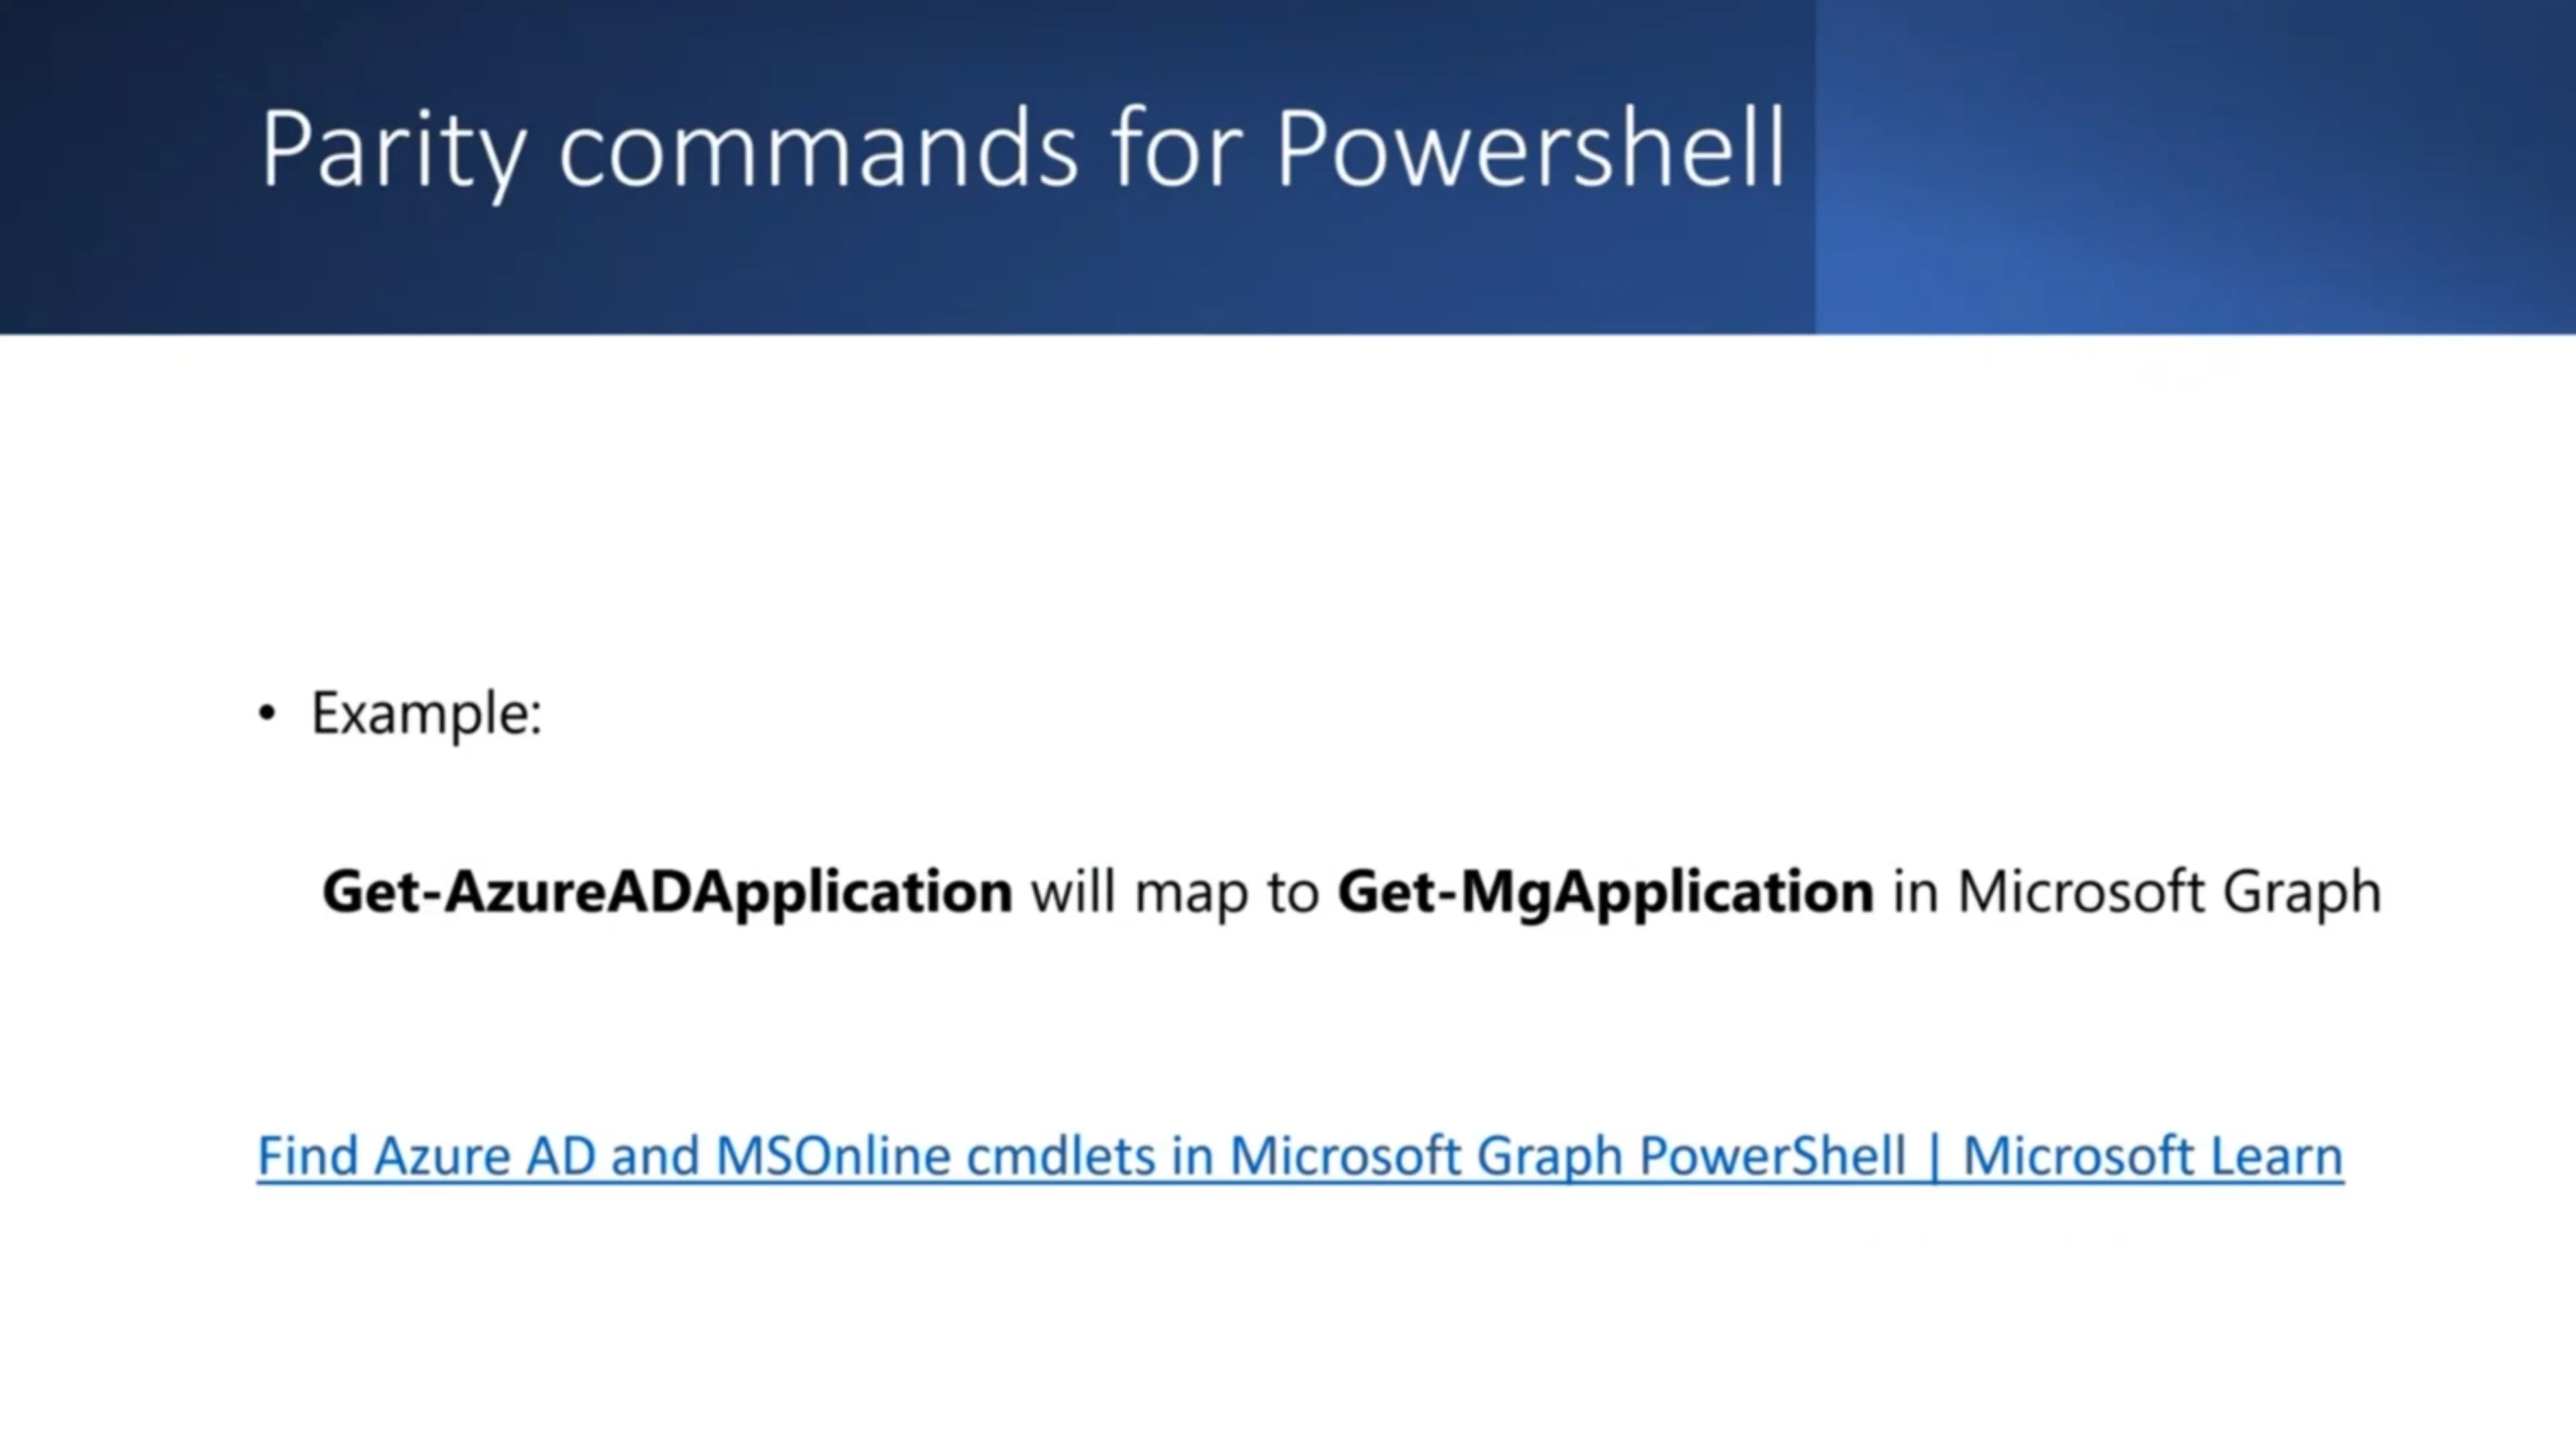 Parity commands for Powershell
• Example:
Get-AzureADApplication will map to Get-MgApplication in Microsoft Graph
Find Azure AD and MSOnline cmdlets in Microsoft Graph PowerShell | Microsoft Learn